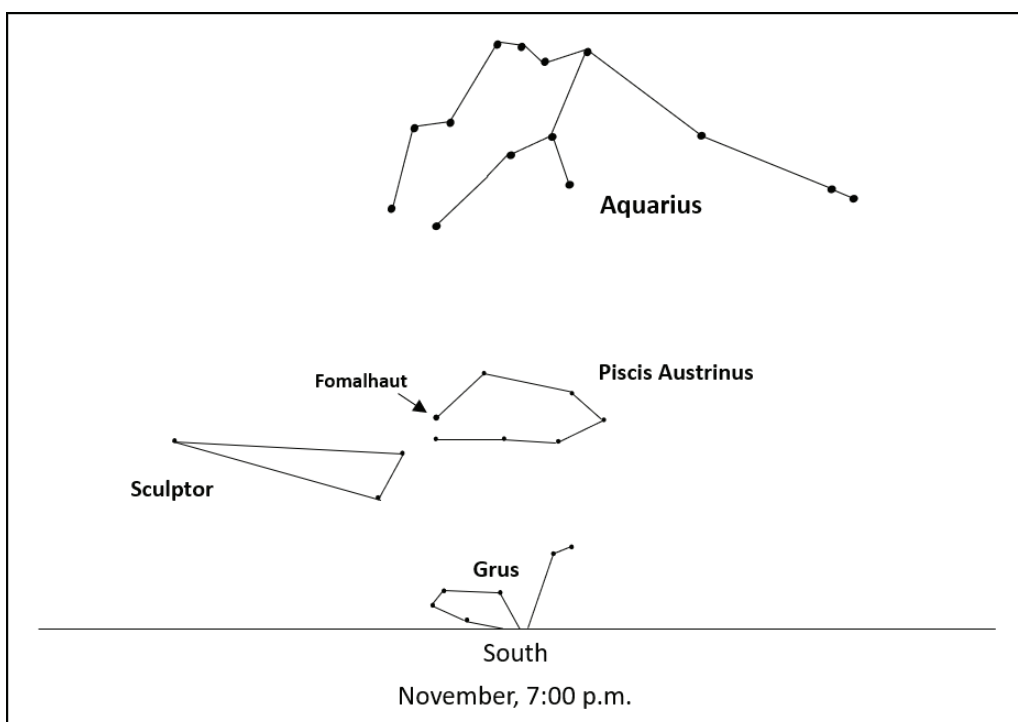 Aquarius
Fomalhaut
Piscis Austrinus
Sculptor
Grus
South
November, 7:00 p.m.